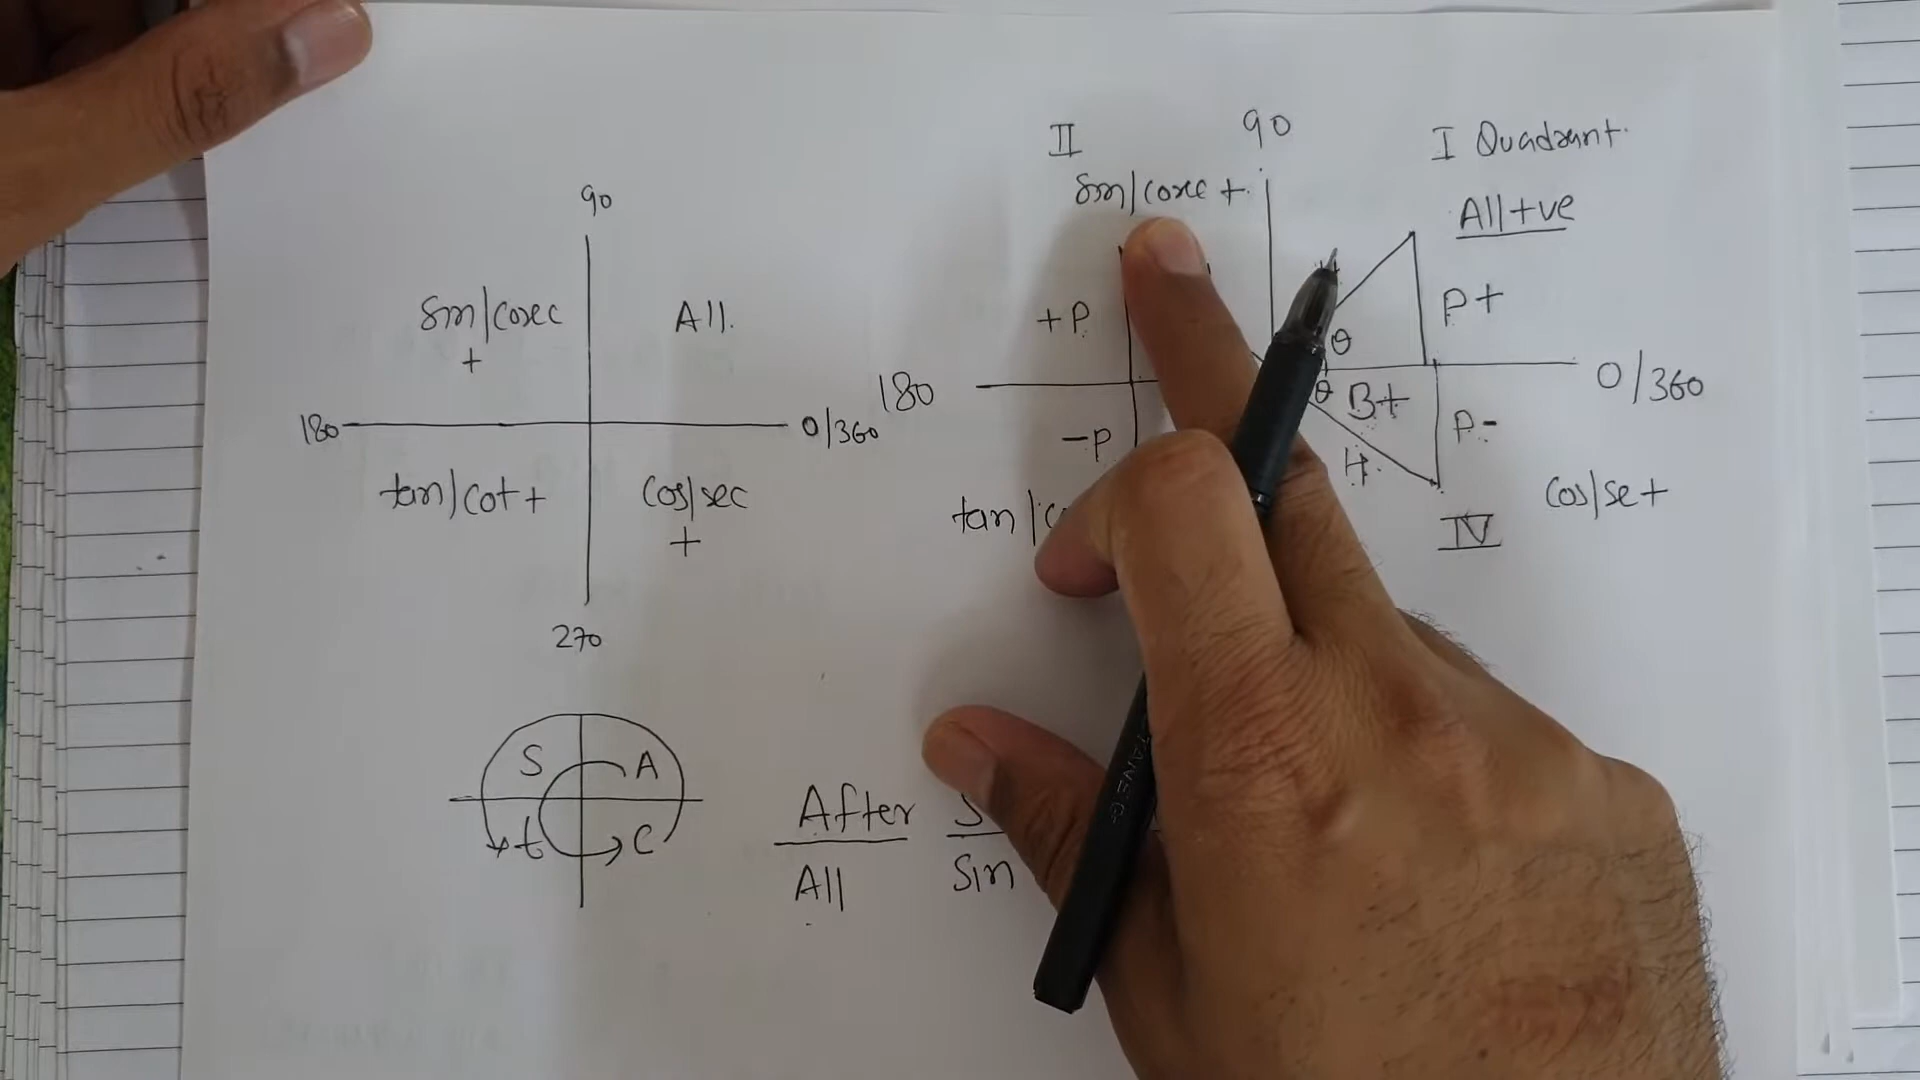 90
sin/cosec
+
All.
180
0/360
tan/cot +
cos/sec
+
270
S
A
t
C
After
All
Sin
II
90
I Quadrant.
sin/cosec +
All +ve
+P
P+
θ
180
0/360
θ
B+
-P
P-
H
tan/c
cos/se +
IV